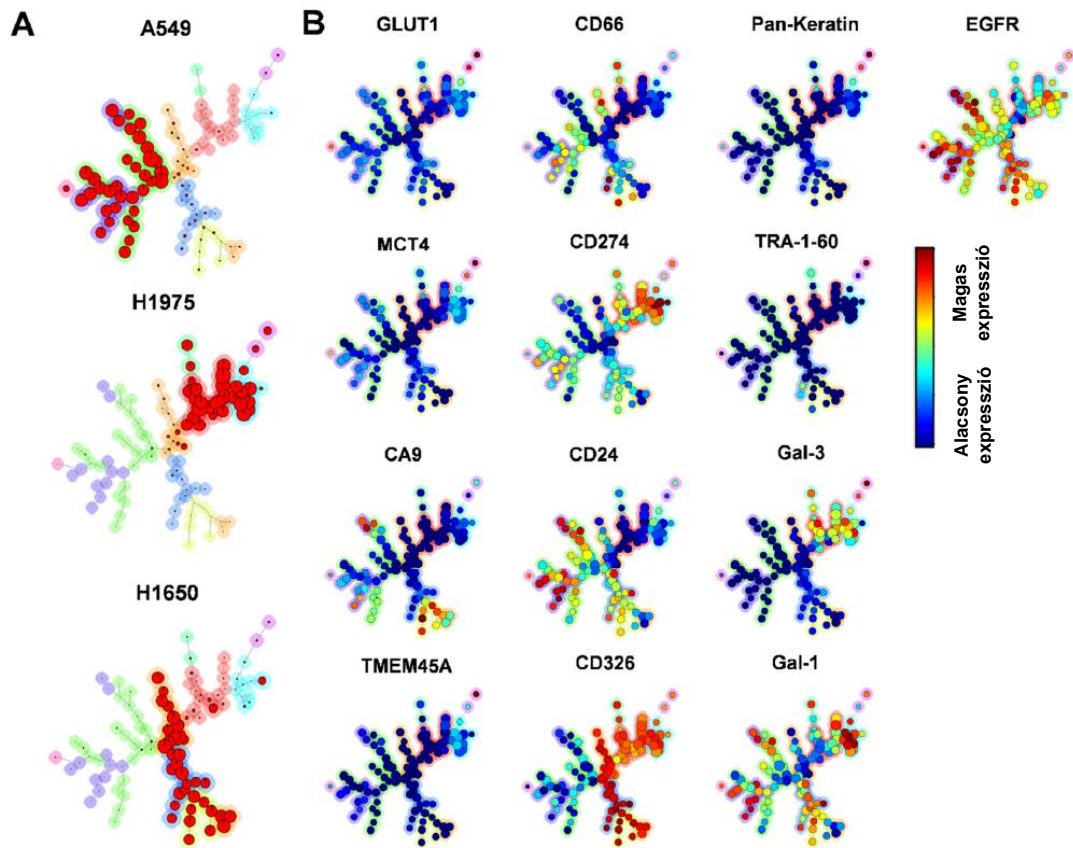 A
B
A549
H1975
H1650
GLUT1
CD66
Pan-Keratin
EGFR
MCT4
CD274
TRA-1-60
CA9
CD24
Gal-3
TMEM45A
CD326
Gal-1
Magas
expresszió
Alacsony
expresszió